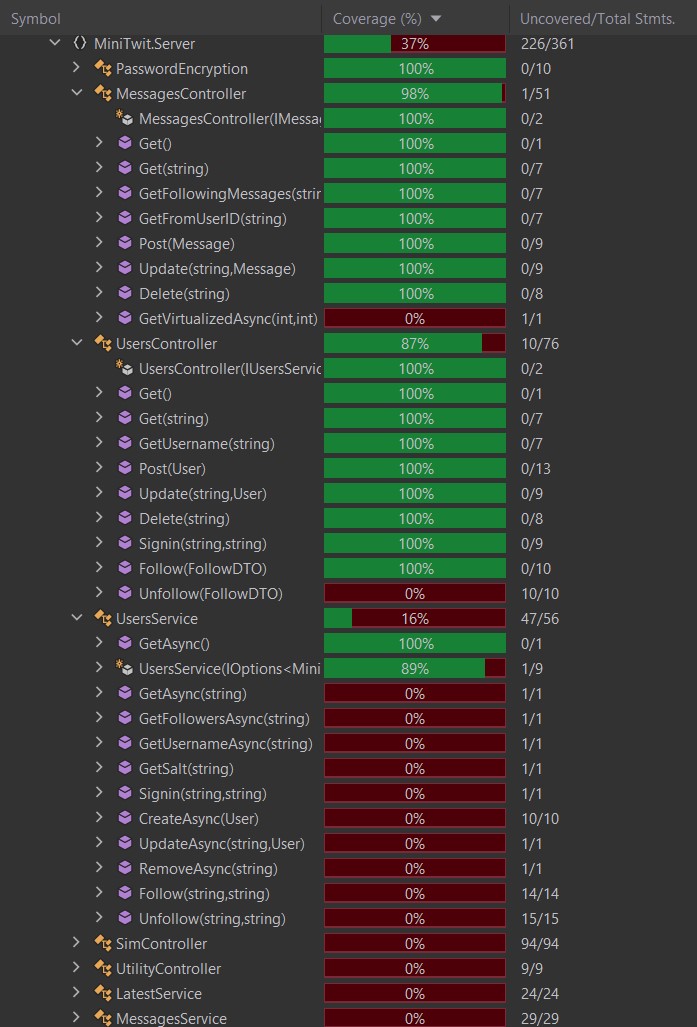 Symbol Coverage (%) Uncovered/Total Stmts.
MiniTwit.Server 37% 226/361
PasswordEncryption 100% 0/10
MessagesController 98% 1/51
MessagesController(IMessa 100% 0/2
Get() 100% 0/1
Get(string) 100% 0/7
GetFollowingMessages(strin 100% 0/7
GetFromUserID(string) 100% 0/7
Post(Message) 100% 0/9
Update(string,Message) 100% 0/9
Delete(string) 100% 0/8
GetVirtualizedAsync(int,int) 0% 1/1
UsersController 87% 10/76
UsersController(IUsersServic 100% 0/2
Get() 100% 0/1
Get(string) 100% 0/7
GetUsername(string) 100% 0/7
Post(User) 100% 0/13
Update(string,User) 100% 0/9
Delete(string) 100% 0/8
Signin(string,string) 100% 0/9
Follow(FollowDTO) 100% 0/10
Unfollow(FollowDTO) 0% 10/10
UsersService 16% 47/56
GetAsync() 100% 0/1
UsersService(IOptions<Mini 89% 1/9
GetAsync(string) 0% 1/1
GetFollowersAsync(string) 0% 1/1
GetUsernameAsync(string) 0% 1/1
GetSalt(string) 0% 1/1
Signin(string,string) 0% 1/1
CreateAsync(User) 0% 10/10
UpdateAsync(string,User) 0% 1/1
RemoveAsync(string) 0% 1/1
Follow(string,string) 0% 14/14
Unfollow(string,string) 0% 15/15
SimController 0% 94/94
UtilityController 0% 9/9
LatestService 0% 24/24
MessagesService 0% 29/29